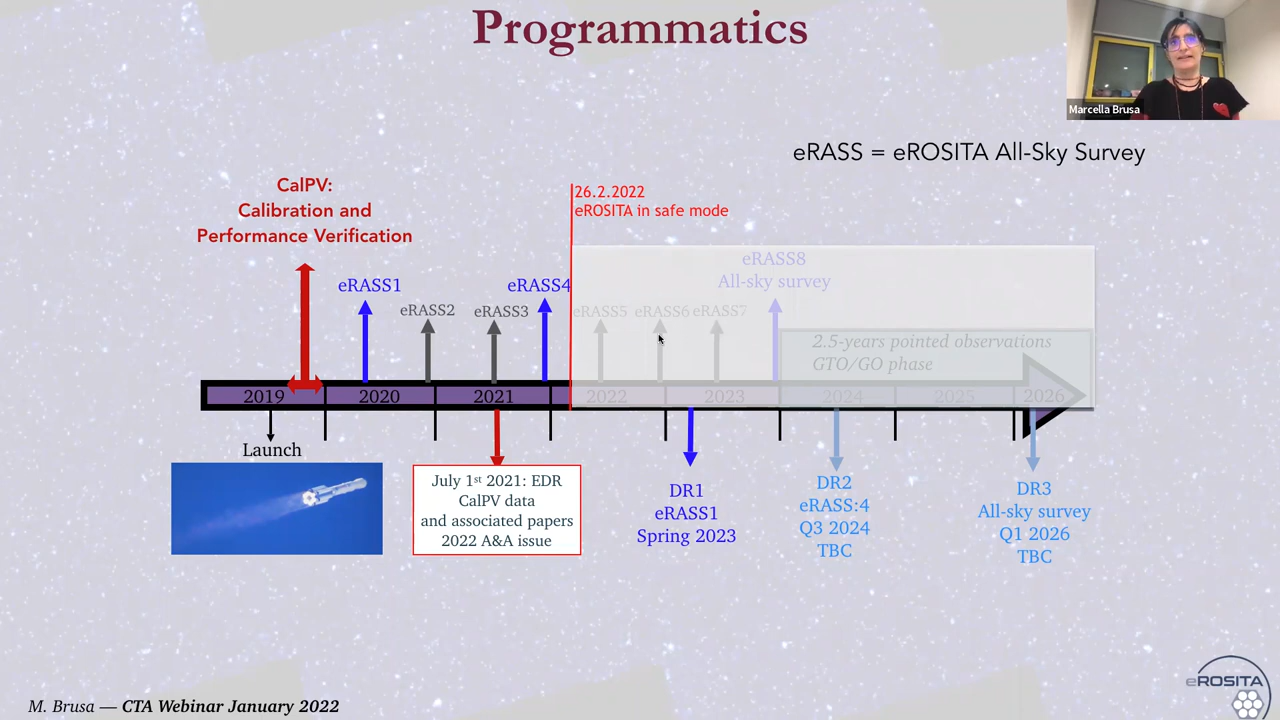 Programmatics
Marcella Brusa
eRASS = eROSITA All-Sky Survey
CalPV:
Calibration and
Performance Verification
26.2.2022
eROSITA in safe mode
eRASS8
All-sky survey
eRASS1
eRASS4
eRASS2
eRASS3
eRASS5
eRASS6
eRASS7
2.5-years pointed observations
GTO/GO phase
2019
2020
2021
2022
2023
2024
2025
2026
Launch
July 1st 2021: EDR
CalPV data
and associated papers
2022 A&A issue
DR1
eRASS1
Spring 2023
DR2
eRASS:4
Q3 2024
TBC
DR3
All-sky survey
Q1 2026
TBC
M. Brusa — CTA Webinar January 2022
eROSITA